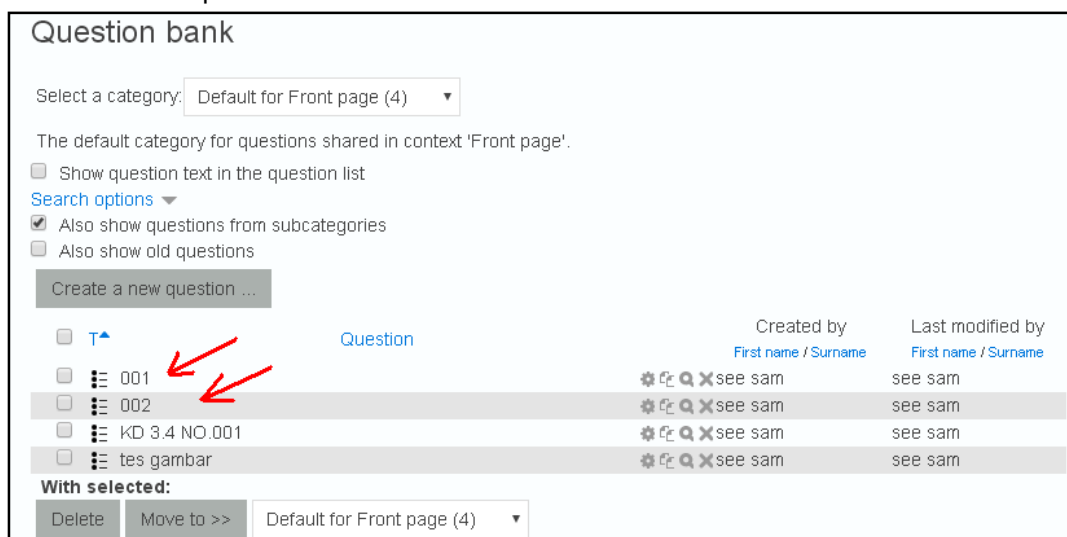 Question bank
Select a category: Default for Front page (4)
The default category for questions shared in context 'Front page'.
Show question text in the question list
Search options
Also show questions from subcategories
Also show old questions
Create a new question ...
T Question Created by Last modified by
First name / Surname First name / Surname
001 see sam see sam
002 see sam see sam
KD 3.4 NO.001 see sam see sam
tes gambar see sam see sam
With selected:
Delete Move to >> Default for Front page (4)